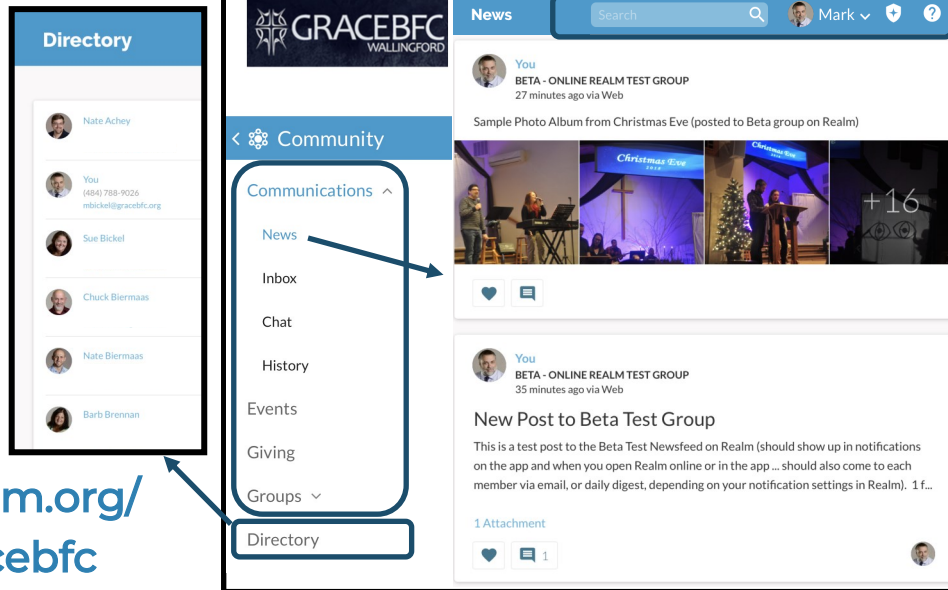 Directory
Nate Achey
You
(484) 788-9026
mbickel@gracebfc.org
Sue Bickel
Chuck Biermaas
Nate Biermaas
Barb Brennan
m.org/
cebfc
GRACEBFC
WALLINGFORD
Community
Communications
News
Inbox
Chat
History
Events
Giving
Groups
Directory
News
Search
Mark
?
You
BETA - ONLINE REALM TEST GROUP
27 minutes ago via Web
Sample Photo Album from Christmas Eve (posted to Beta group on Realm)
Christmas Eve
Christmas Eve
+16
You
BETA - ONLINE REALM TEST GROUP
35 minutes ago via Web
New Post to Beta Test Group
This is a test post to the Beta Test Newsfeed on Realm (should show up in notifications
on the app and when you open Realm online or in the app ... should also come to each
member via email, or daily digest, depending on your notification settings in Realm). 1 f...
1 Attachment
1